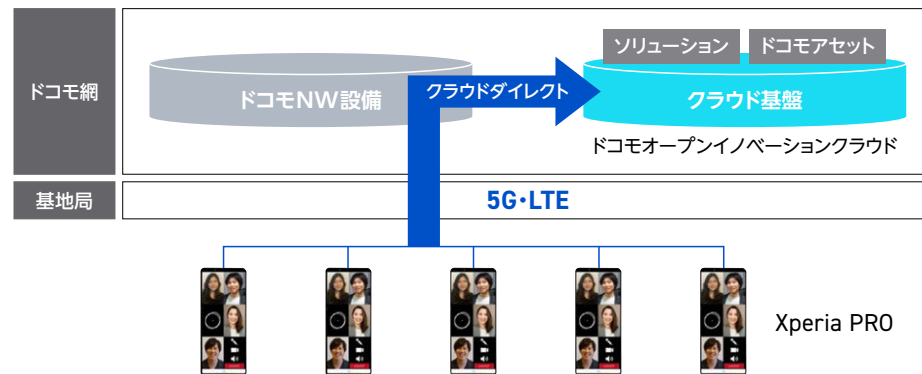 ソリューション
ドコモアセット
ドコモ網
ドコモNW設備
クラウドダイレクト
クラウド基盤
ドコモオープンイノベーションクラウド
基地局
5G・LTE
Xperia PRO